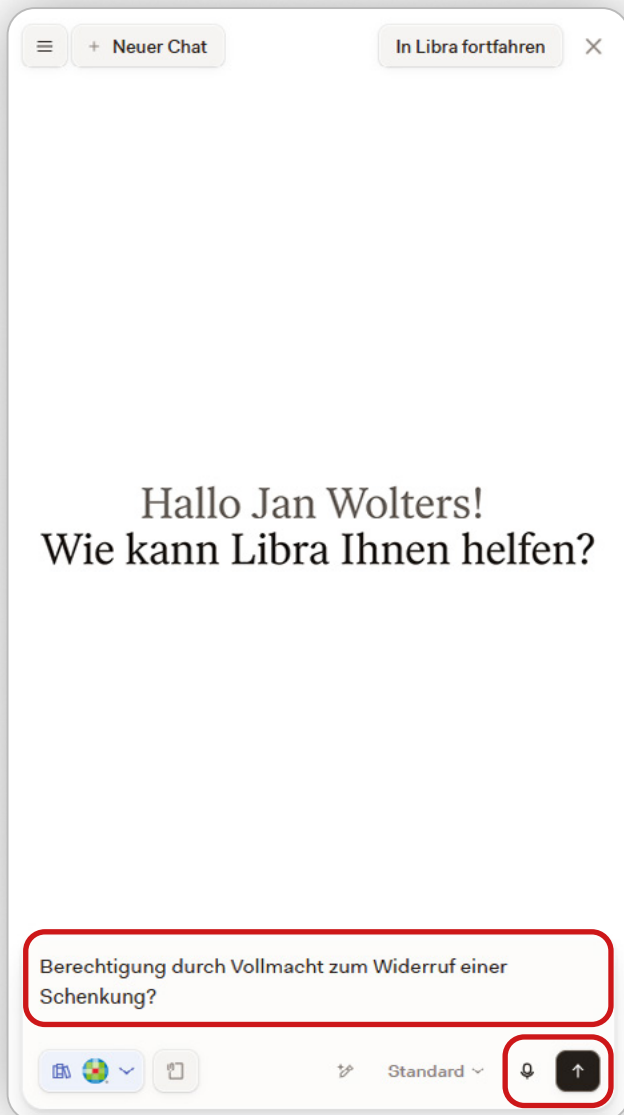 + Neuer Chat
In Libra fortfahren
Hallo Jan Wolters!
Wie kann Libra Ihnen helfen?
Berechtigung durch Vollmacht zum Widerruf einer
Schenkung?
Standard